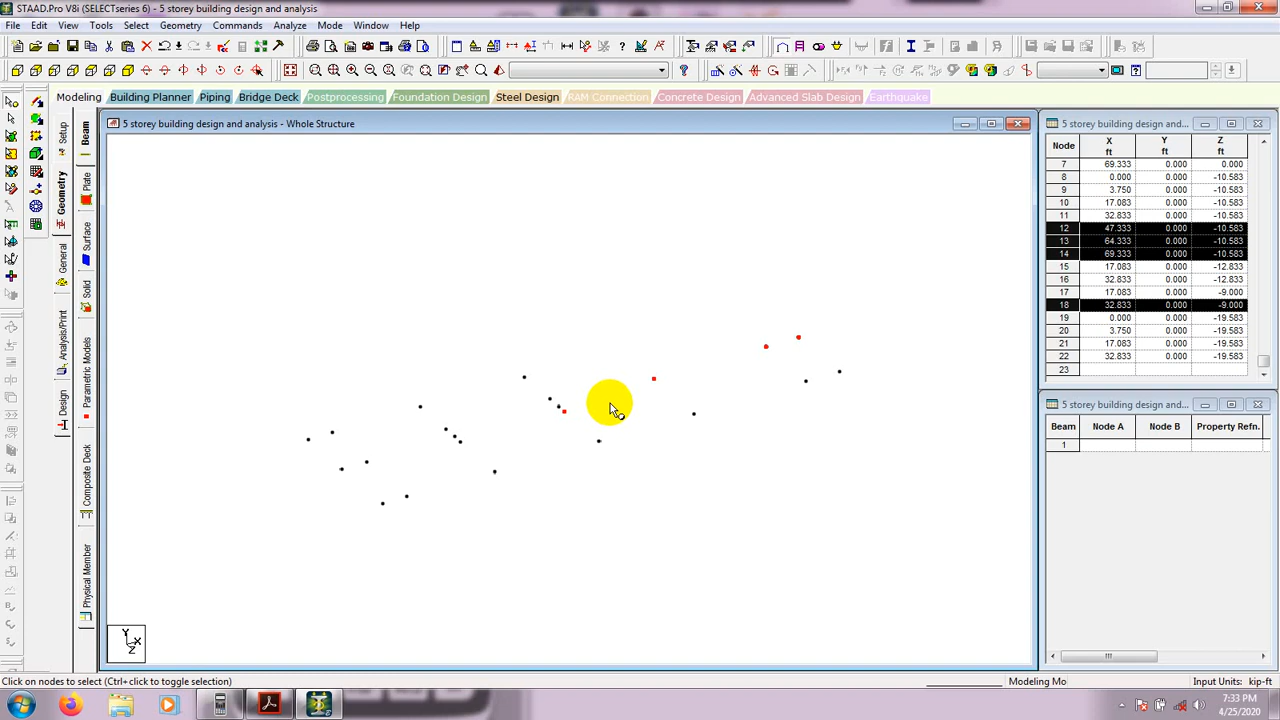 STAAD.Pro V8i (SELECTseries 6) - 5 storey building design and analysis
File Edit View Tools Select Geometry Commands Analyze Mode Window Help
Modeling Building Planner Piping Bridge Deck Postprocessing Foundation Design Steel Design RAM Connection Concrete Design Advanced Slab Design Earthquake
5 storey building design and analysis - Whole Structure
Setup
Geometry
General
Analysis/Print
Design
Beam
Plate
Surface
Solid
Parametric Models
Composite Deck
Physical Member
Y
X
Z
5 storey building design and...
Node X ft Y ft Z ft
7 69.333 0.000 0.000
8 0.000 0.000 -10.583
9 3.750 0.000 -10.583
10 17.083 0.000 -10.583
11 32.833 0.000 -10.583
12 47.333 0.000 -10.583
13 64.333 0.000 -10.583
14 69.333 0.000 -10.583
15 17.083 0.000 -12.833
16 32.833 0.000 -12.833
17 17.083 0.000 -9.000
18 32.833 0.000 -9.000
19 0.000 0.000 -19.583
20 3.750 0.000 -19.583
21 17.083 0.000 -19.583
22 32.833 0.000 -19.583
23
5 storey building design and...
Beam Node A Node B Property Refn.
1
Click on nodes to select (Ctrl+click to toggle selection)
Modeling Mo
Input Units: kip-ft
7:33 PM
4/25/2020